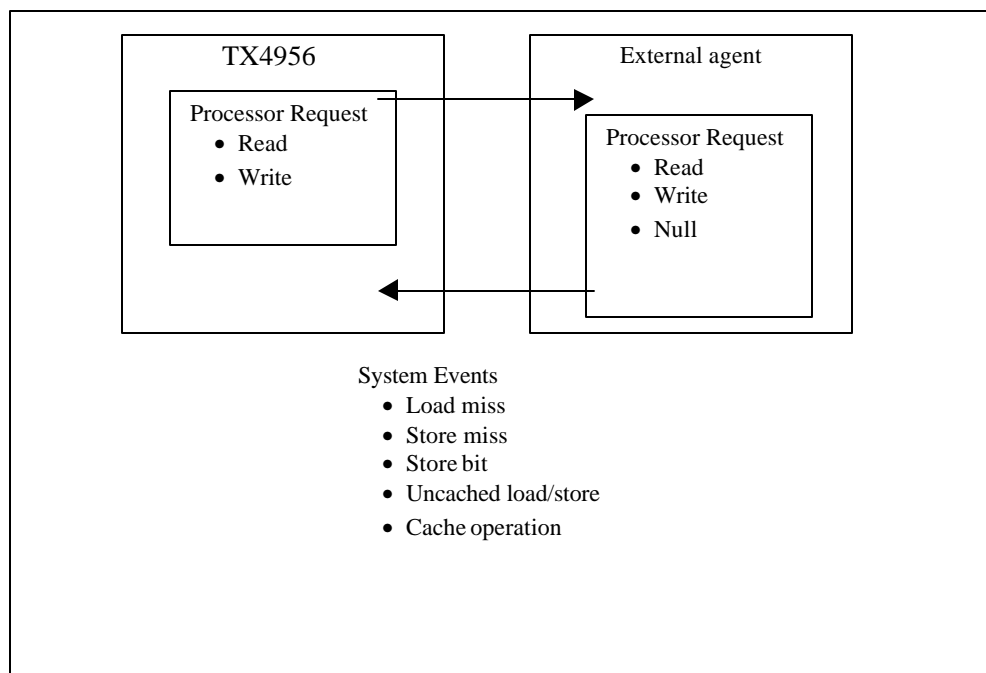 TX4956
Processor Request
• Read
• Write
External agent
Processor Request
• Read
• Write
• Null
System Events
• Load miss
• Store miss
• Store bit
• Uncached load/store
• Cache operation